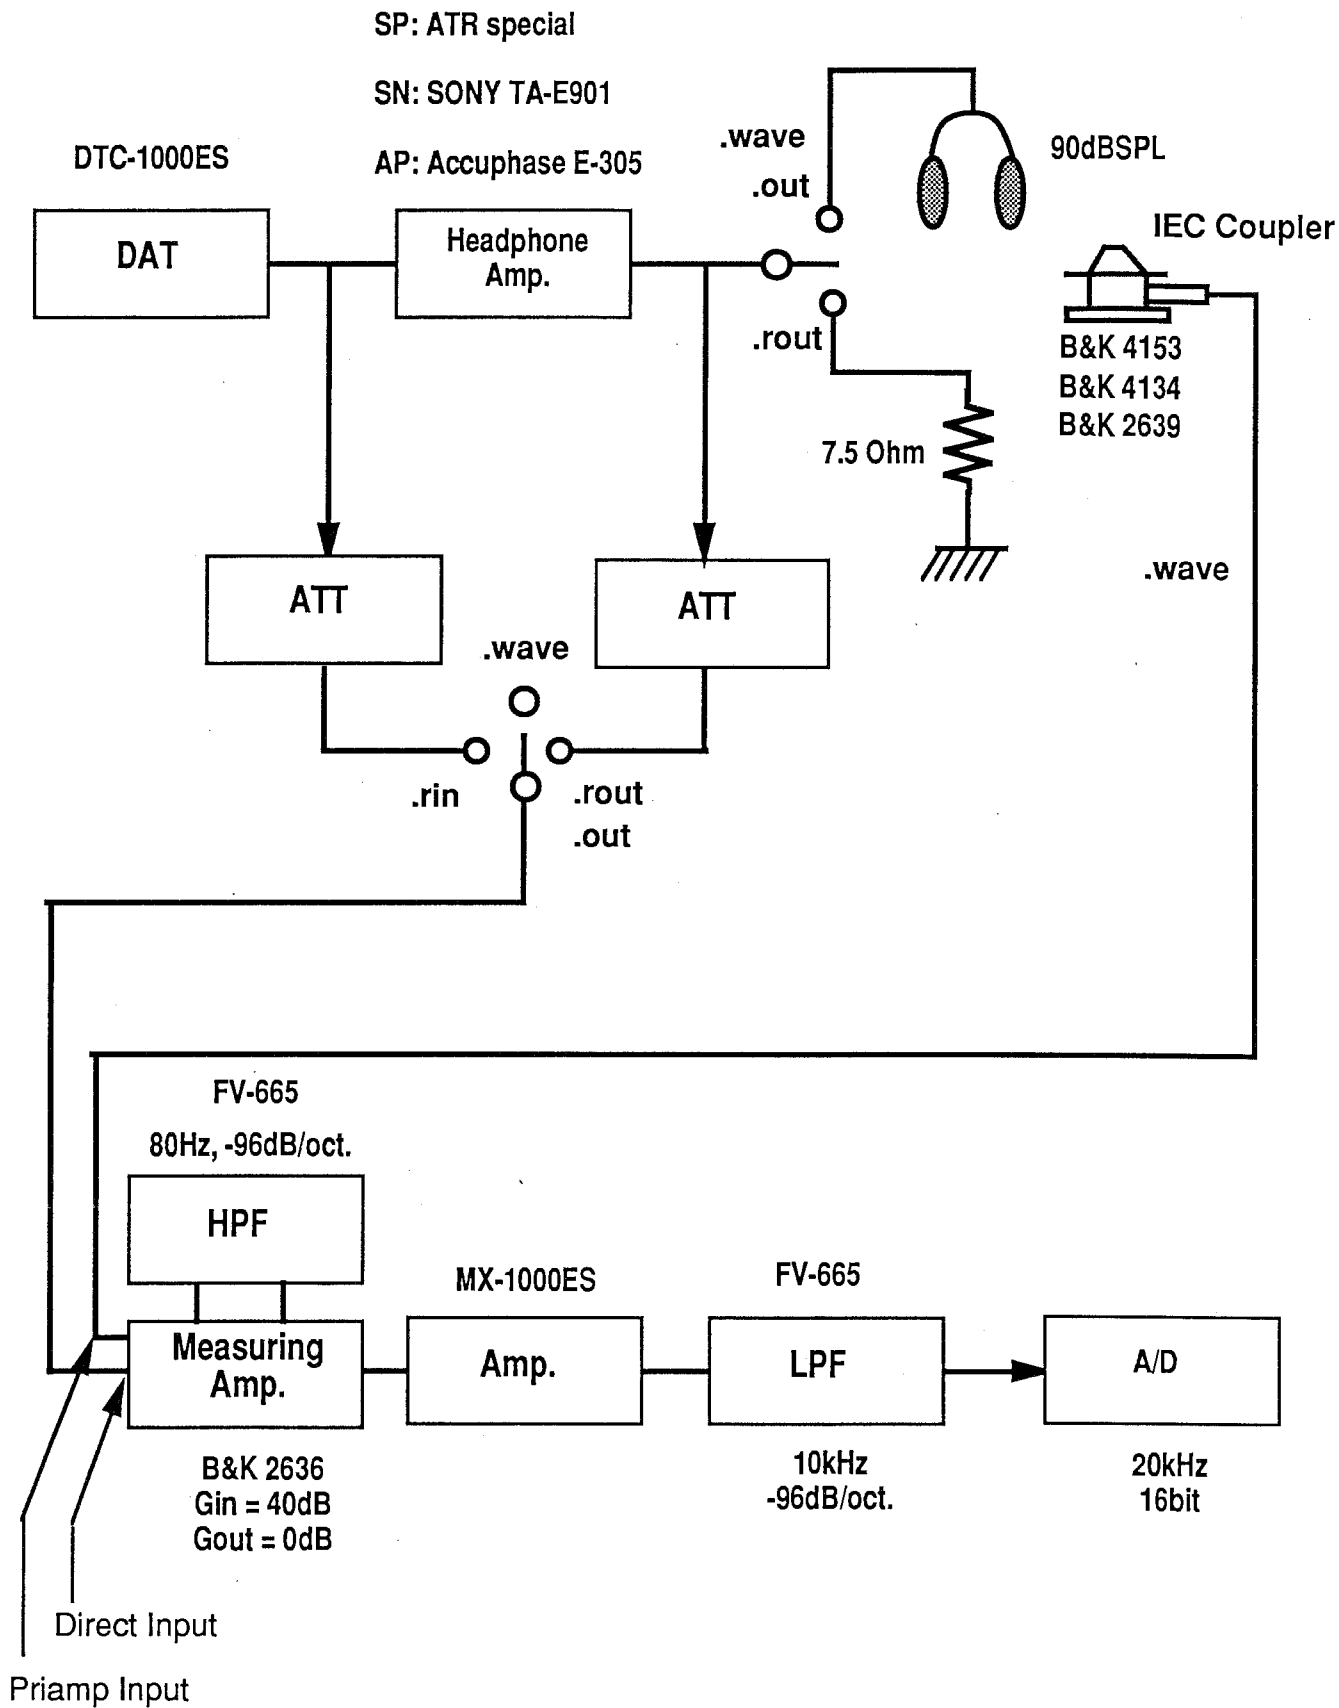 SP: ATR special
SN: SONY TA-E901
AP: Accuphase E-305
DTC-1000ES
DAT
Headphone
Amp.
.wave
.out
90dBSPL
IEC Coupler
.rout
B&K 4153
B&K 4134
B&K 2639
7.5 Ohm
.wave
ATT
ATT
.wave
.rin
.rout
.out
FV-665
80Hz, -96dB/oct.
HPF
Measuring
Amp.
B&K 2636
Gin = 40dB
Gout = 0dB
MX-1000ES
Amp.
FV-665
LPF
10kHz
-96dB/oct.
A/D
20kHz
16bit
Direct Input
Priamp Input